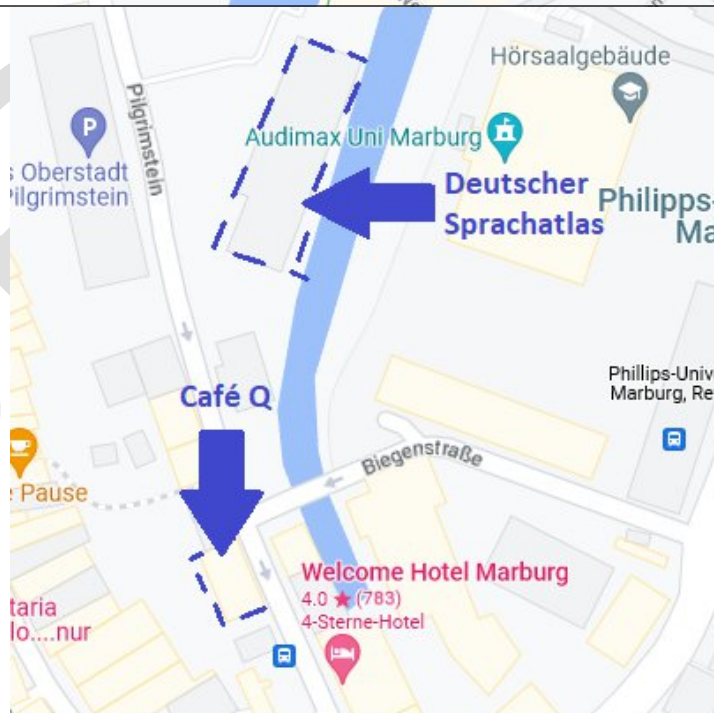 Hörsaalgebäude
Pilgrimstein
P
Audimax Uni Marburg
s Oberstadt
Pilgrimstein
Deutscher
Sprachatlas
Philipps-
Ma
Café Q
Phillips-Univ
Marburg, Re
Biegenstraße
e Pause
Welcome Hotel Marburg
4.0 ★ (783)
4-Sterne-Hotel
taria
lo....nur